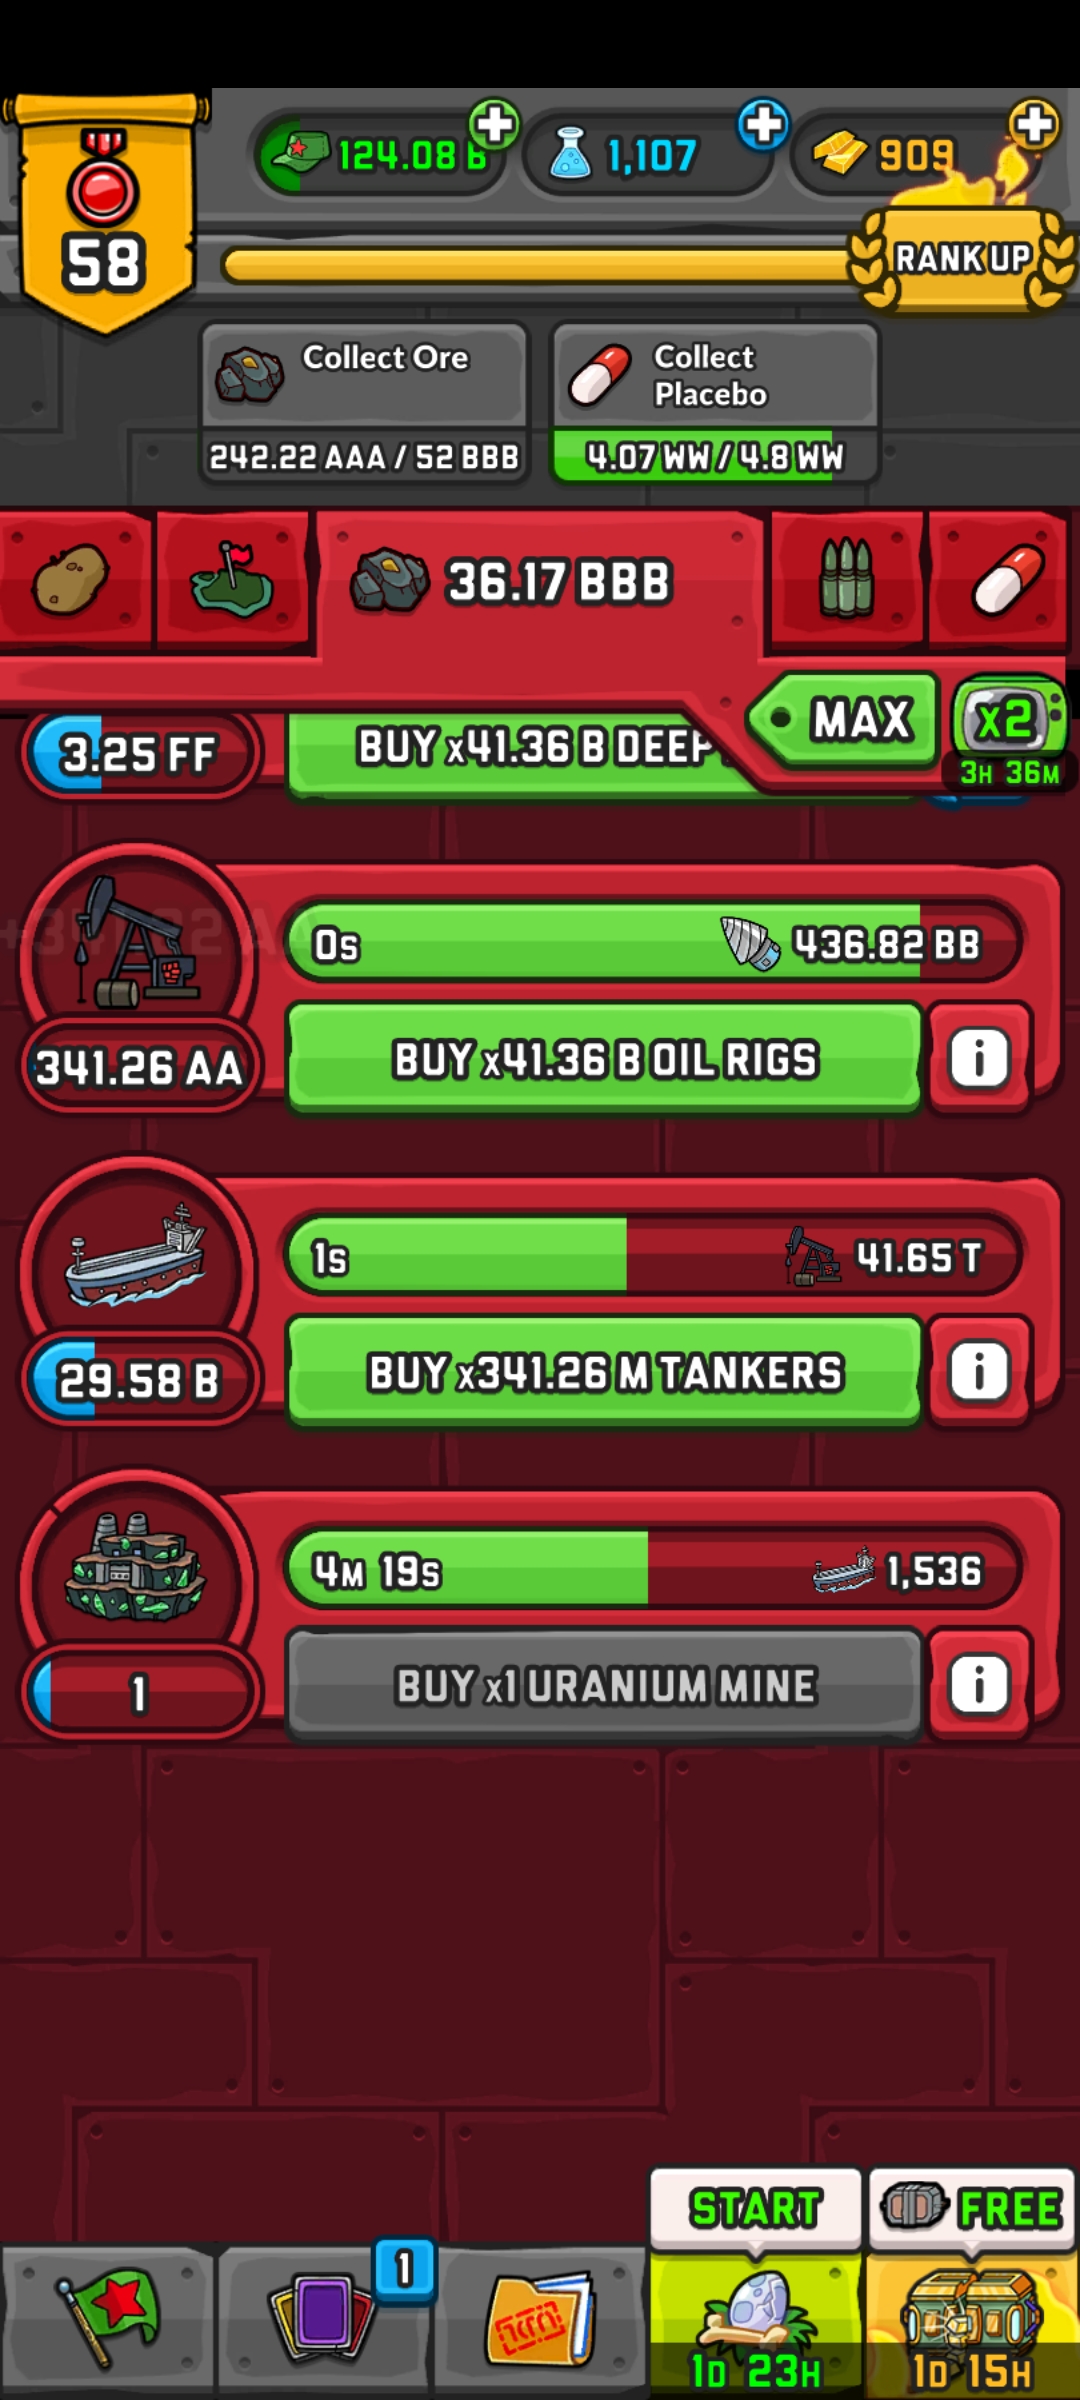 124.08 B
1,107
909
58
RANK UP
Collect Ore
242.22 AAA / 52 BBB
Collect
Placebo
4.07 WW / 4.8 WW
36.17 BBB
MAX
x2
3H 36M
3.25 FF
BUY x41.36 B DEEP
0s
436.82 BB
341.26 AA
BUY x41.36 B OIL RIGS
i
1s
41.65 T
29.58 B
BUY x341.26 M TANKERS
i
4M 19s
1,536
1
BUY x1 URANIUM MINE
i
START
FREE
1
1D 23H
1D 15H